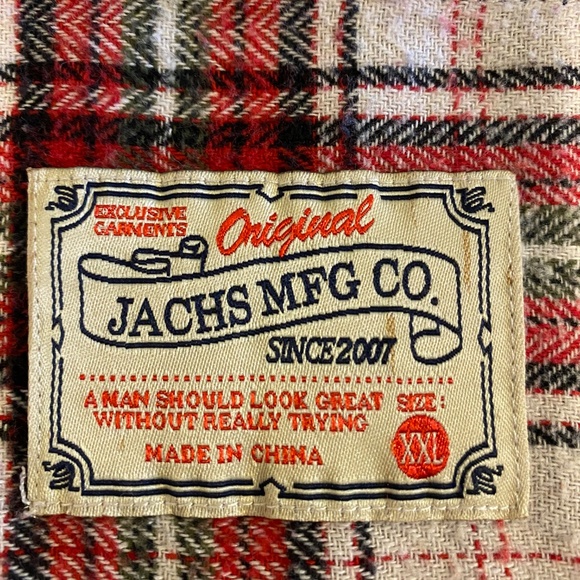 EXCLUSIVE
GARMENTS
Original
JACHS MFG CO.
SINCE 2007
A MAN SHOULD LOOK GREAT
WITHOUT REALLY TRYING
SIZE:
XXL
MADE IN CHINA